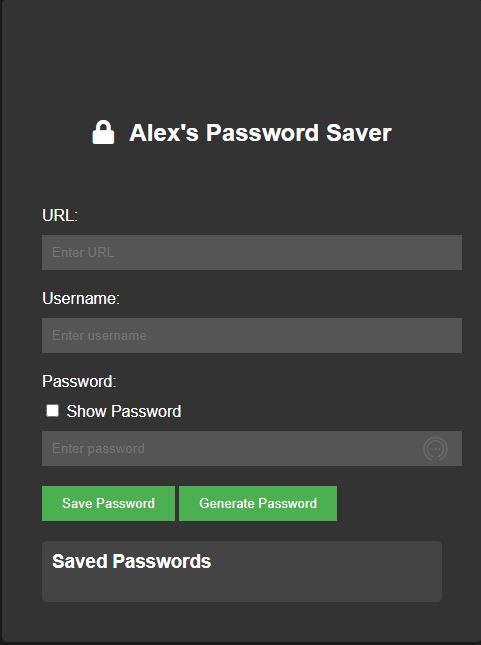 Alex's Password Saver
URL:
Enter URL
Username:
Enter username
Password:
Show Password
Enter password
Save Password Generate Password
Saved Passwords